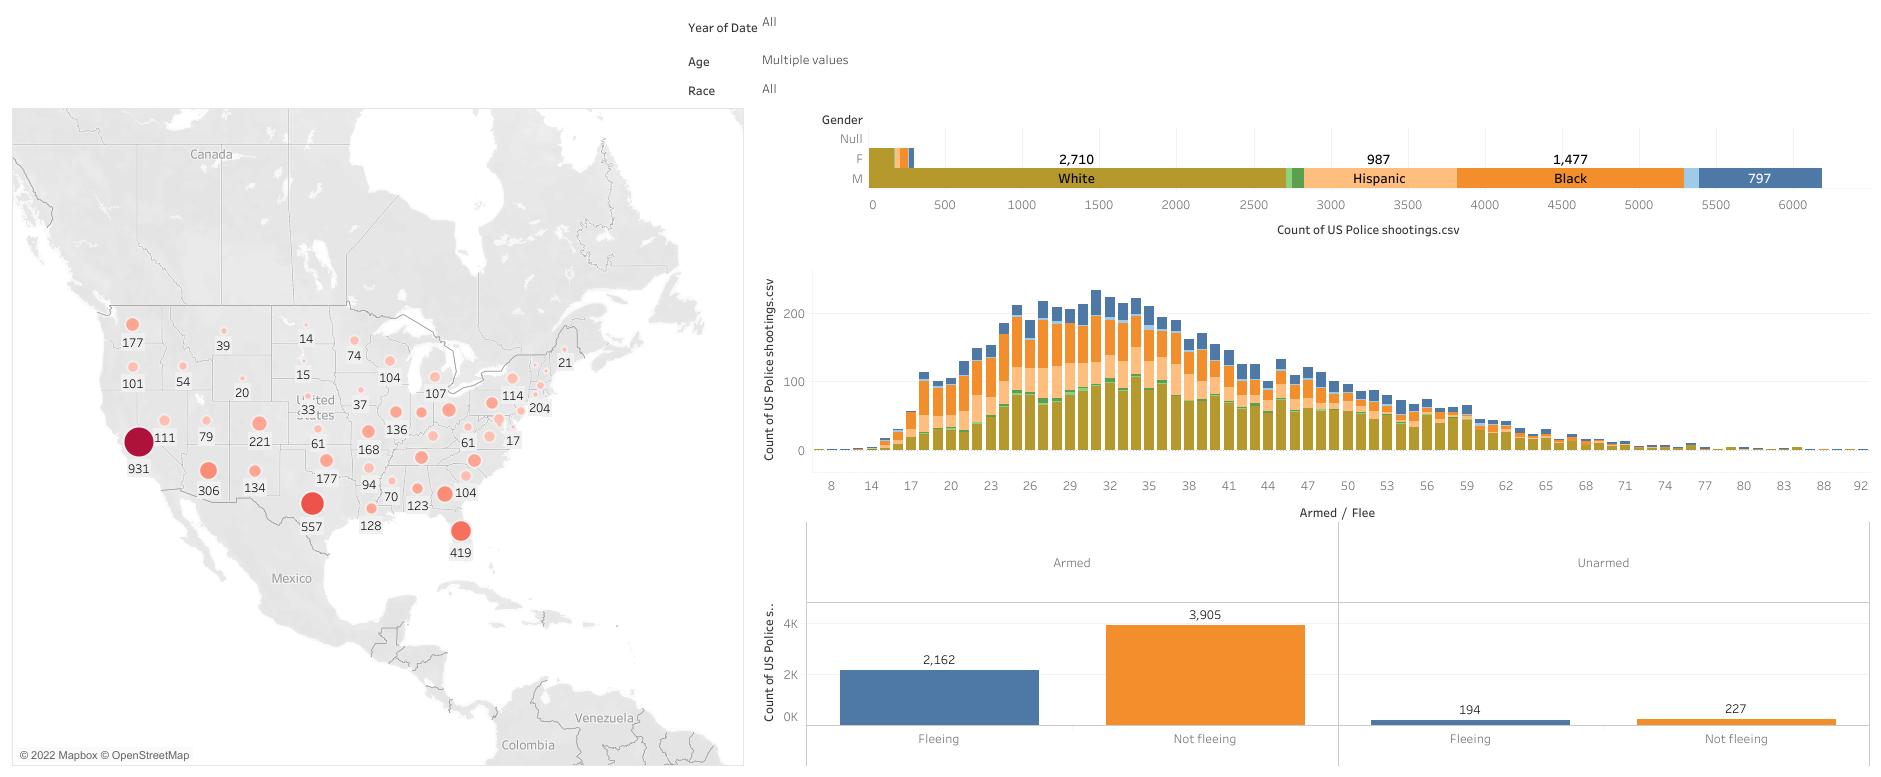 Year of Date All
Age Multiple values
Race All
Canada
United
States
Mexico
Venezuela
Colombia
177
39
14
74
21
101
54
20
15
104
107
114
33
37
204
111
79
221
61
136
61
17
931
168
306
134
177
94
70
104
123
557
128
419
© 2022 Mapbox © OpenStreetMap
Gender
Null
F
M
2,710 987 1,477
White Hispanic Black 797
0 500 1000 1500 2000 2500 3000 3500 4000 4500 5000 5500 6000
Count of US Police shootings.csv
Count of US Police shootings.csv
200
100
0
8 14 17 20 23 26 29 32 35 38 41 44 47 50 53 56 59 62 65 68 71 74 77 80 83 88 92
Armed / Flee
Armed Unarmed
Count of US Police s..
4K
2K
0K
2,162 3,905 194 227
Fleeing Not fleeing Fleeing Not fleeing